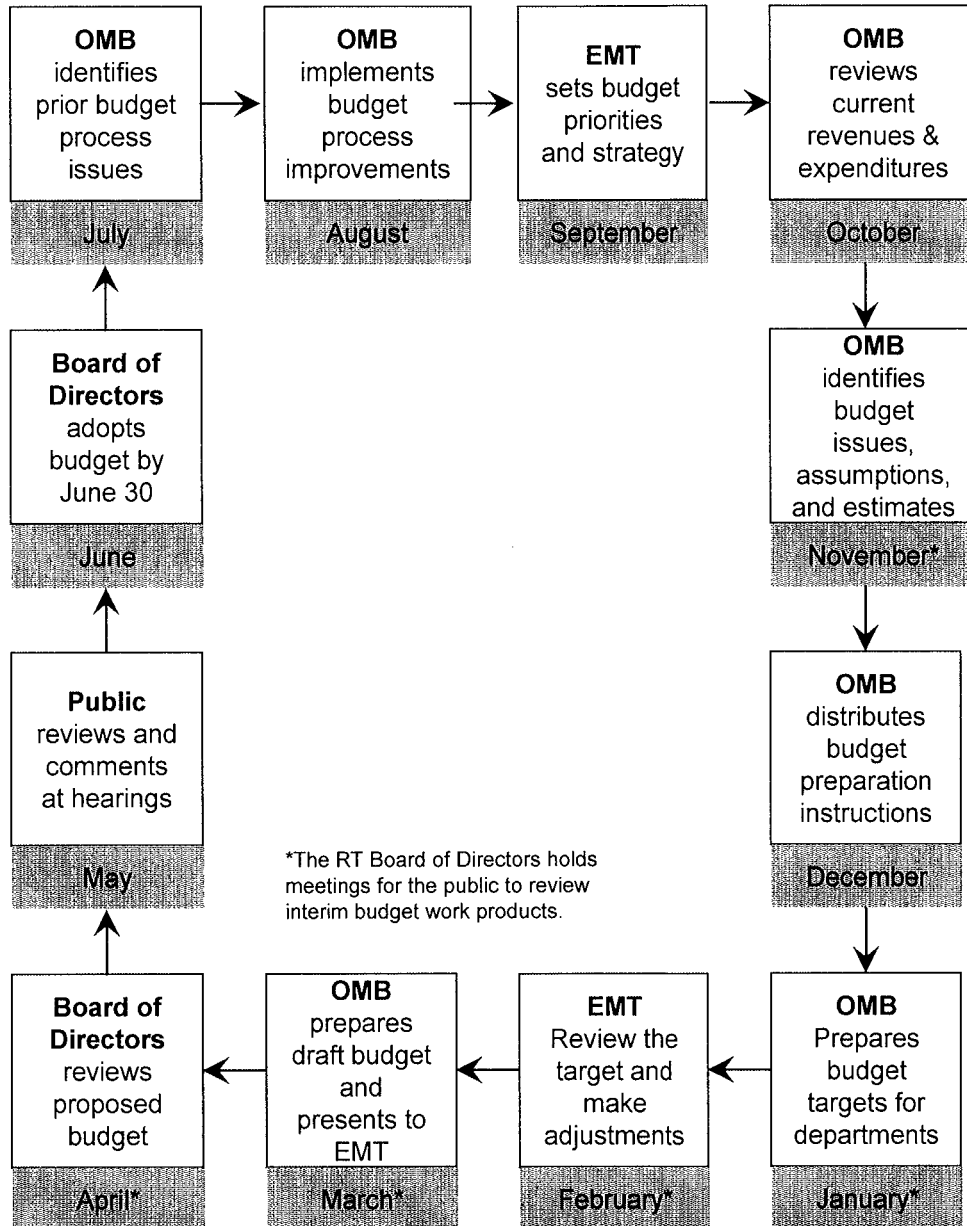 OMB
identifies
prior budget
process
issues
July
OMB
implements
budget
process
improvements
August
EMT
sets budget
priorities
and strategy
September
OMB
reviews
current
revenues &
expenditures
October
OMB
identifies
budget
issues,
assumptions,
and estimates
November*
OMB
distributes
budget
preparation
instructions
December
OMB
Prepares
budget
targets for
departments
January*
EMT
Review the
target and
make
adjustments
February*
OMB
prepares
draft budget
and
presents to
EMT
March*
Board of
Directors
reviews
proposed
budget
April*
Public
reviews and
comments
at hearings
May
Board of
Directors
adopts
budget by
June 30
June
*The RT Board of Directors holds
meetings for the public to review
interim budget work products.